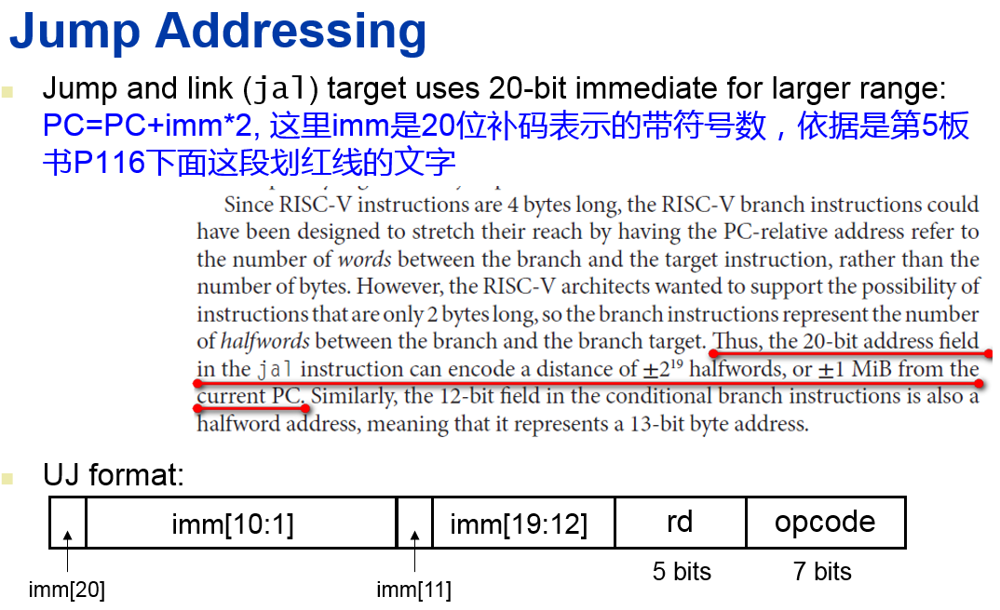 Jump Addressing
Jump and link (jal) target uses 20-bit immediate for larger range:
PC=PC+imm*2, 这里imm是20位补码表示的带符号数，依据是第5板
书P116下面这段划红线的文字
Since RISC-V instructions are 4 bytes long, the RISC-V branch instructions could
have been designed to stretch their reach by having the PC-relative address refer to
the number of words between the branch and the target instruction, rather than the
number of bytes. However, the RISC-V architects wanted to support the possibility of
instructions that are only 2 bytes long, so the branch instructions represent the number
of halfwords between the branch and the branch target. Thus, the 20-bit address field
in the jal instruction can encode a distance of ±2¹⁹ halfwords, or ±1 MiB from the
current PC. Similarly, the 12-bit field in the conditional branch instructions is also a
halfword address, meaning that it represents a 13-bit byte address.
UJ format:
imm[10:1] imm[19:12] rd opcode
5 bits 7 bits
imm[20] imm[11]